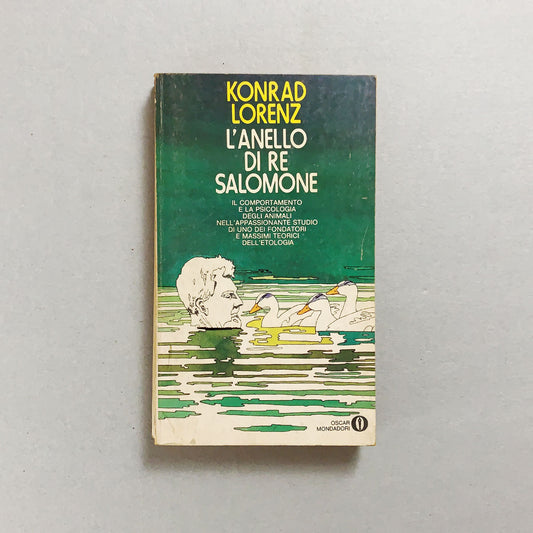 KONRAD
LORENZ
L'ANELLO
DI RE
SALOMONE
IL COMPORTAMENTO
E LA PSICOLOGIA
DEGLI ANIMALI
NELL'APPASSIONANTE STUDIO
DI UNO DEI FONDATORI
E MASSIMI TEORICI
DELL'ETOLOGIA
OSCAR
MONDADORI